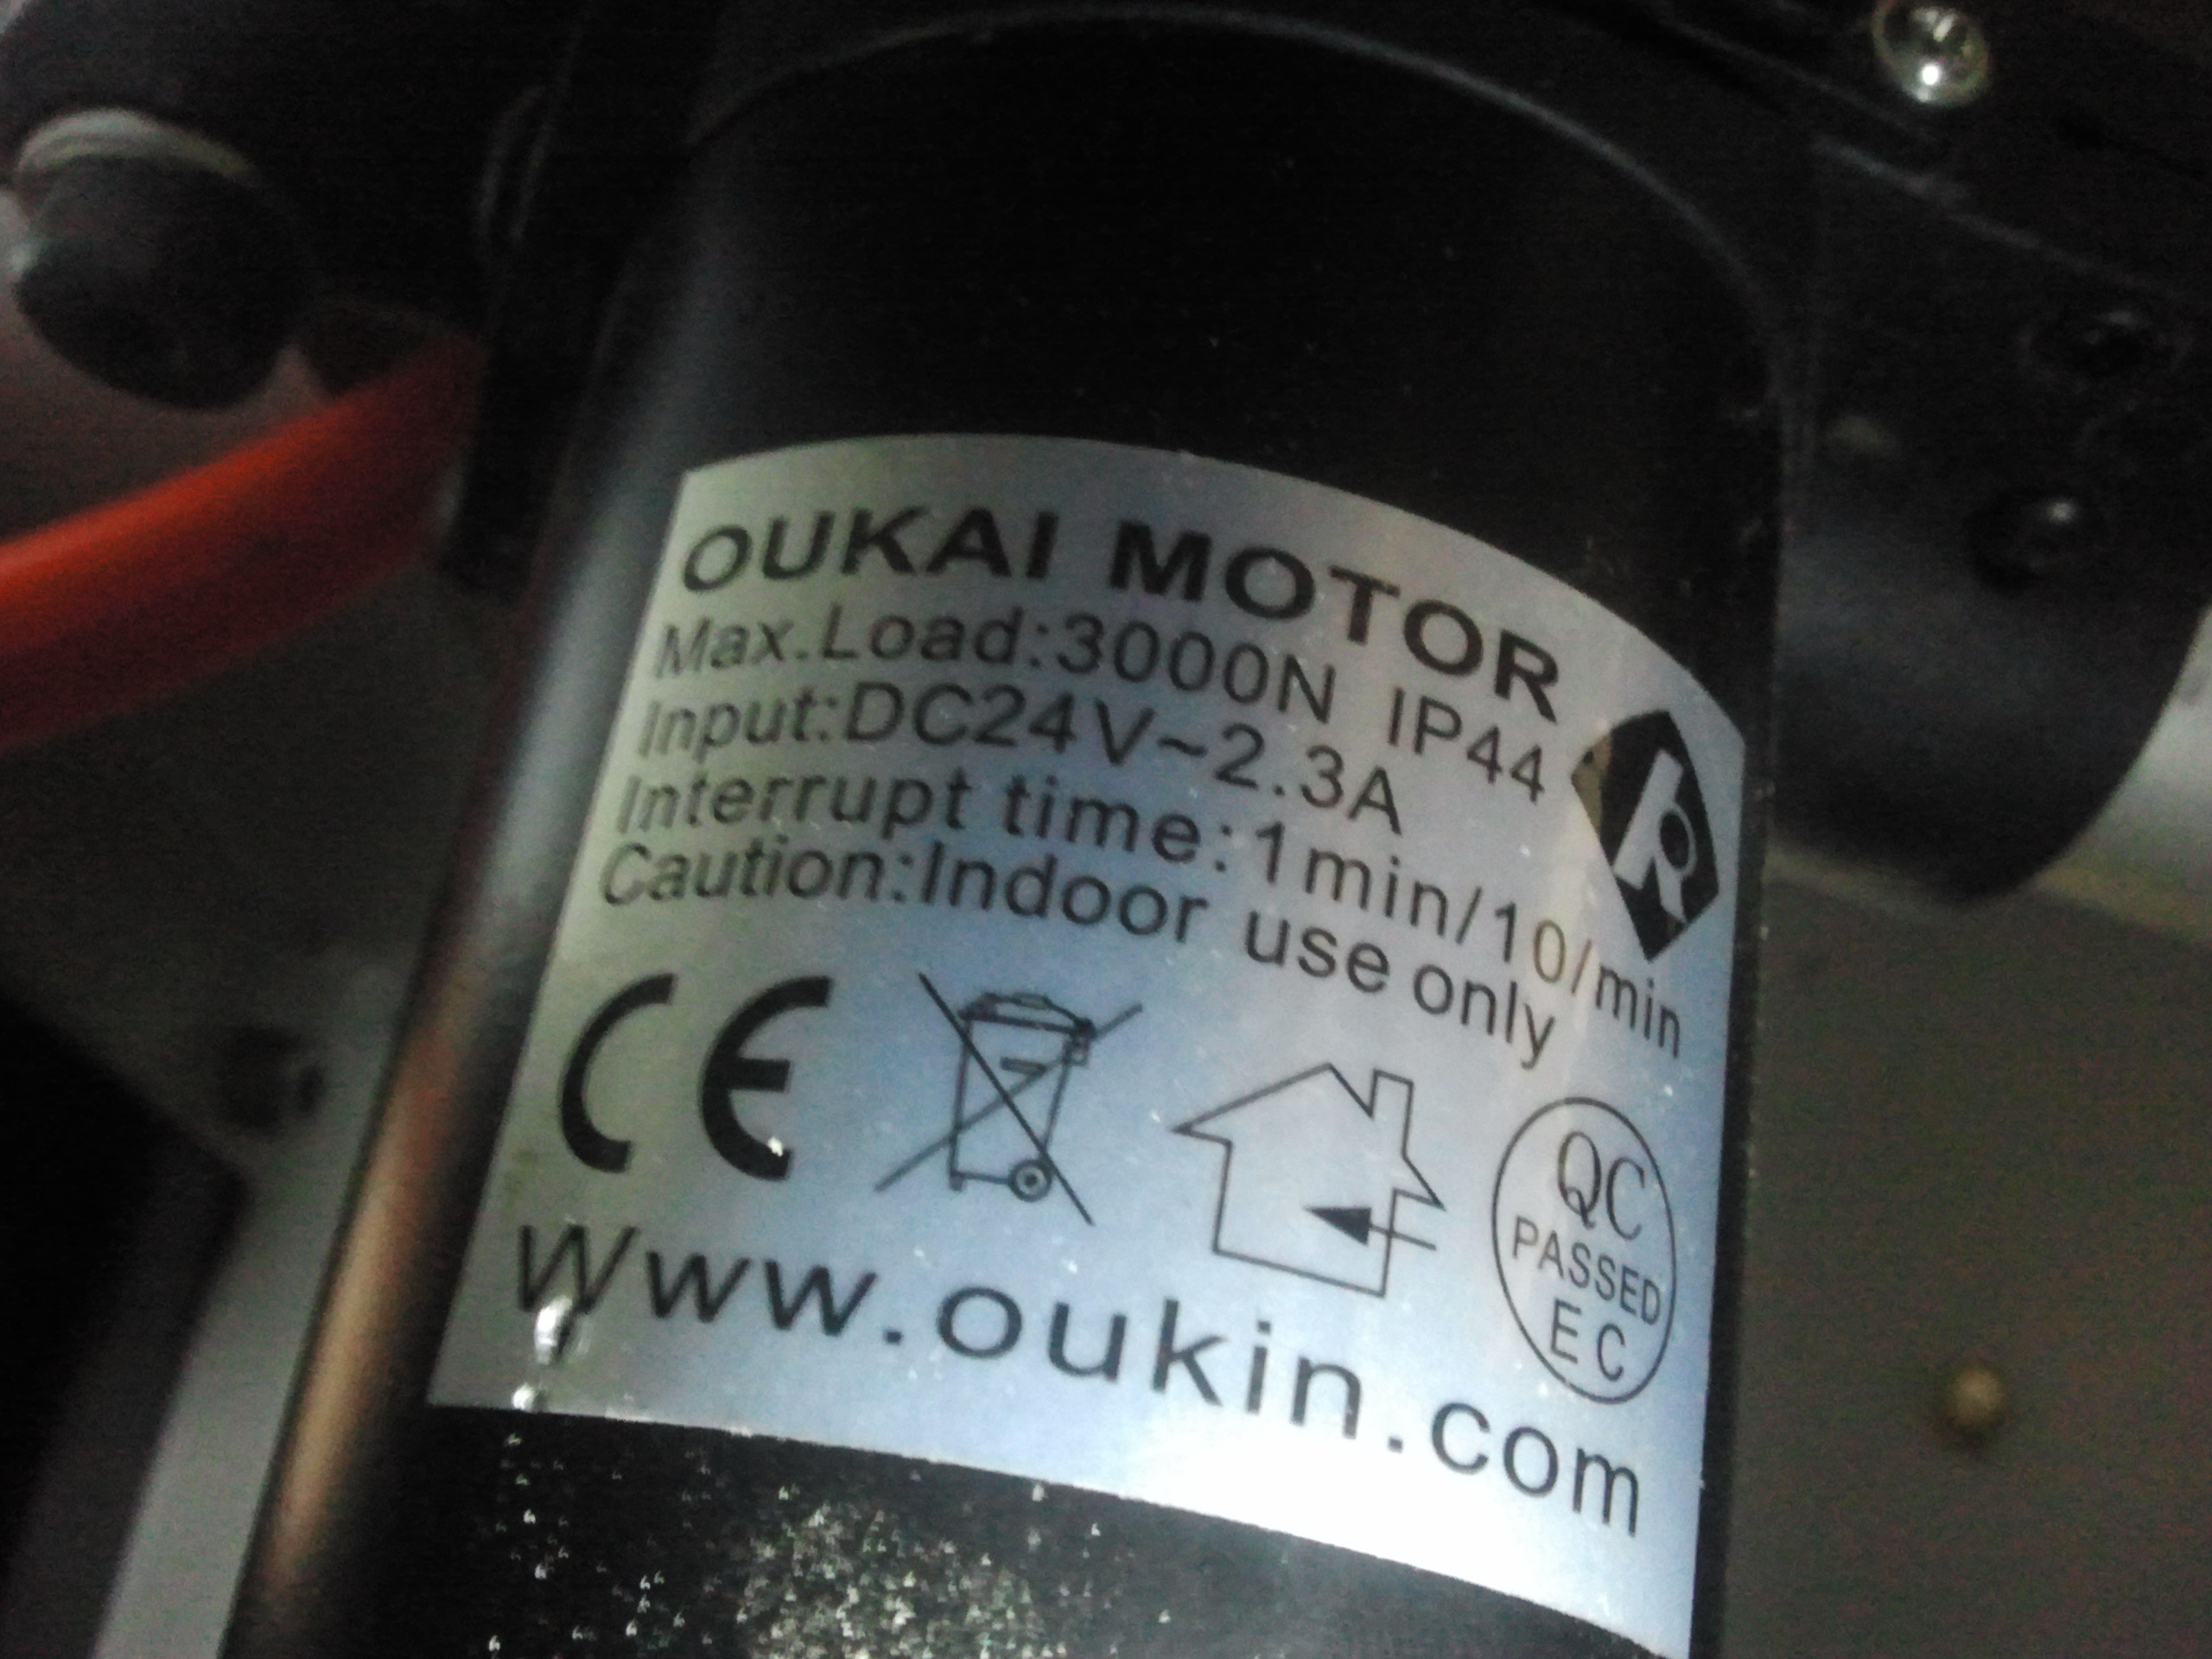 OUKAI MOTOR
Max.Load:3000N IP44
Input:DC24V~2.3A
Interrupt time:1min/10/min
Caution:Indoor use only
CE
QC
PASSED
EC
Www.oukin.com